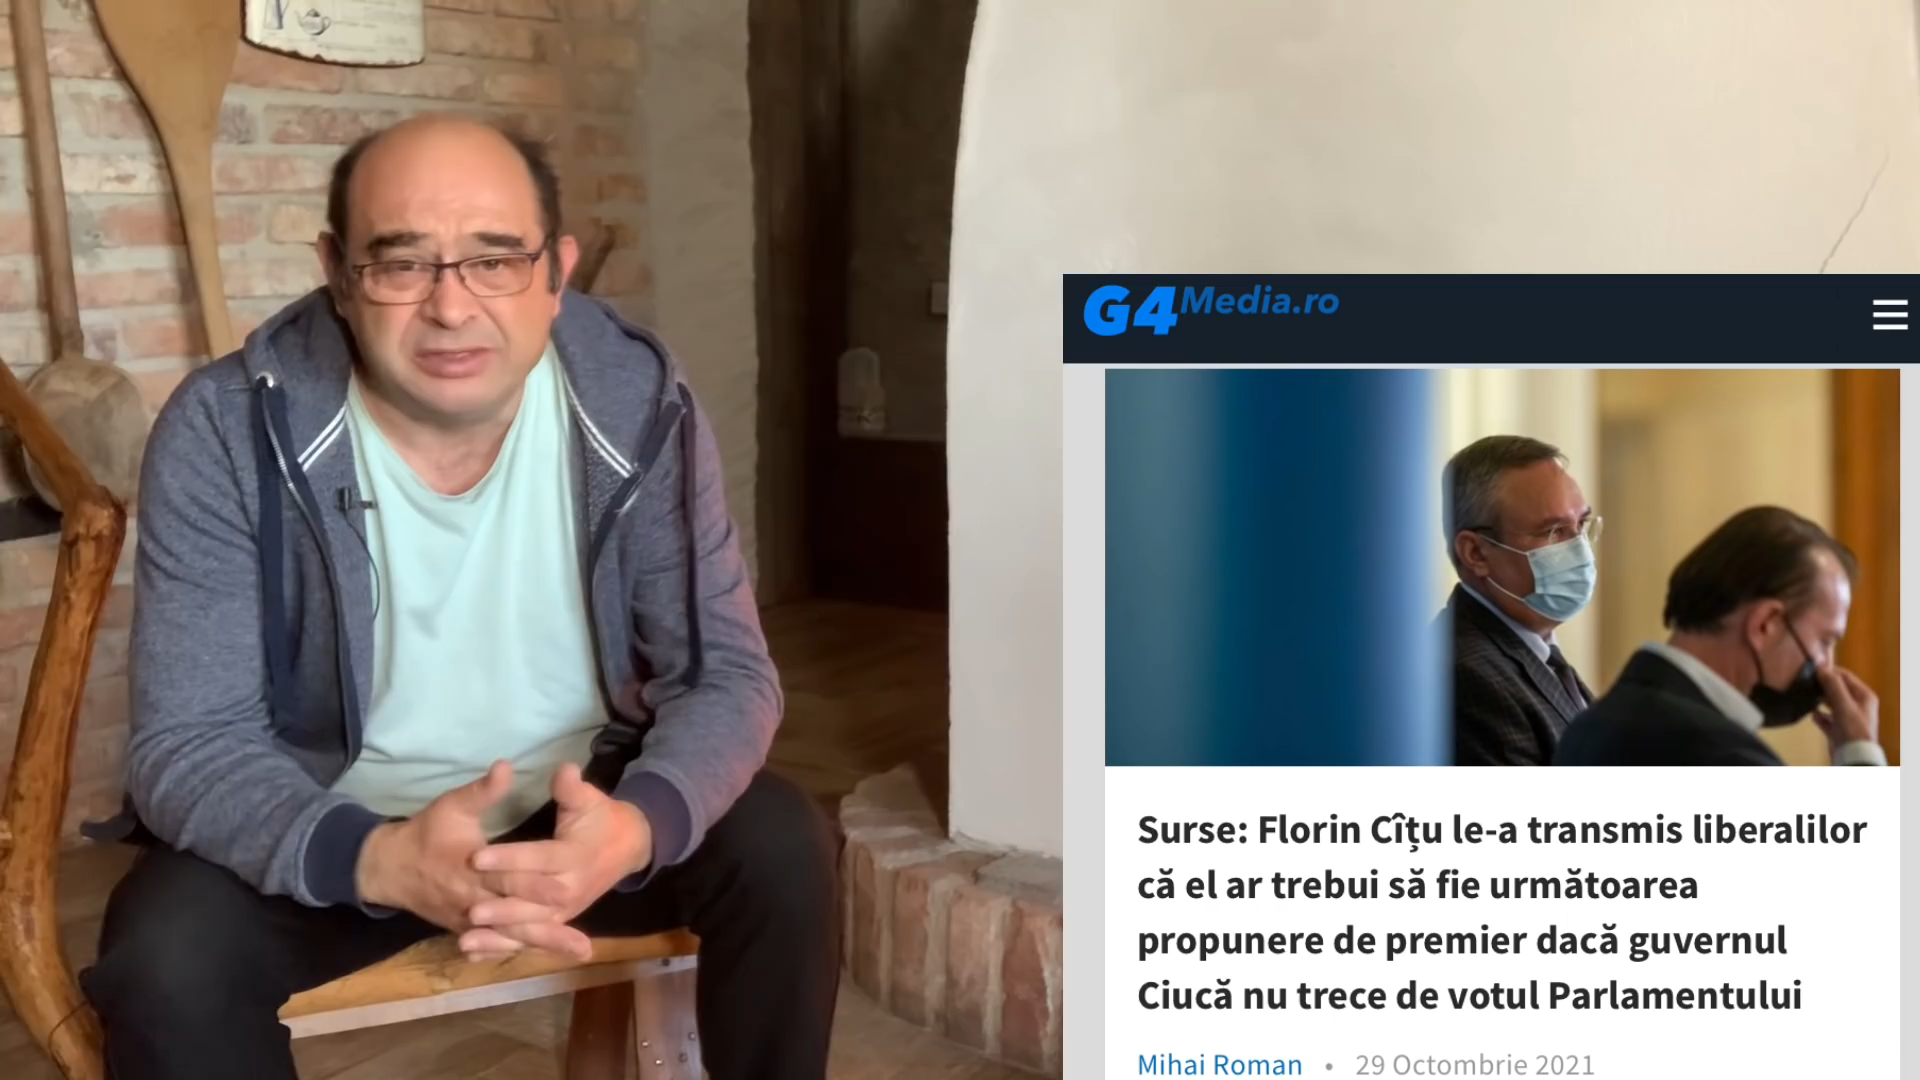 G4Media.ro
Surse: Florin Cîțu le-a transmis liberalilor
că el ar trebui să fie următoarea
propunere de premier dacă guvernul
Ciucă nu trece de votul Parlamentului
Mihai Roman • 29 Octombrie 2021